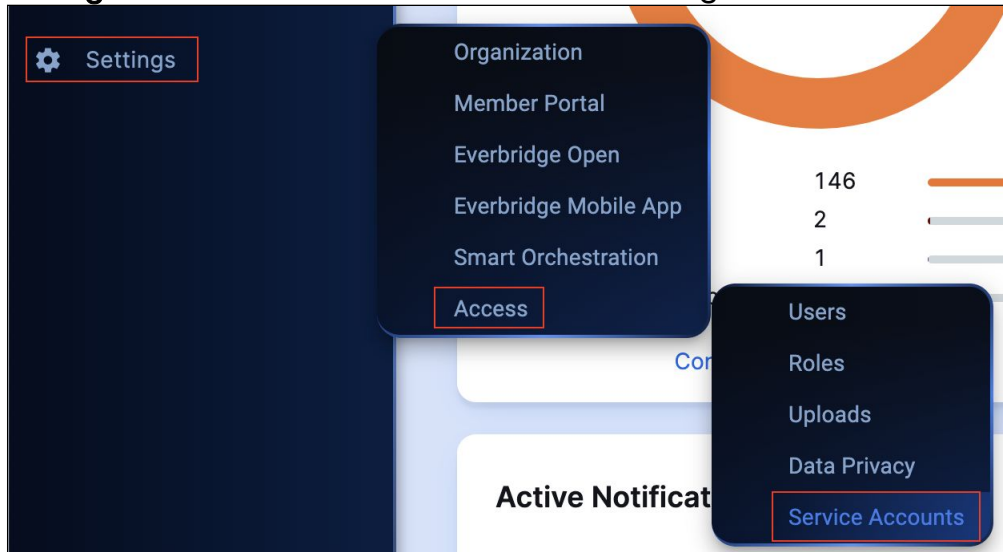 Settings
Organization
Member Portal
Everbridge Open
Everbridge Mobile App
Smart Orchestration
Access
146
2
1
Users
Roles
Uploads
Data Privacy
Service Accounts
Active Notificat